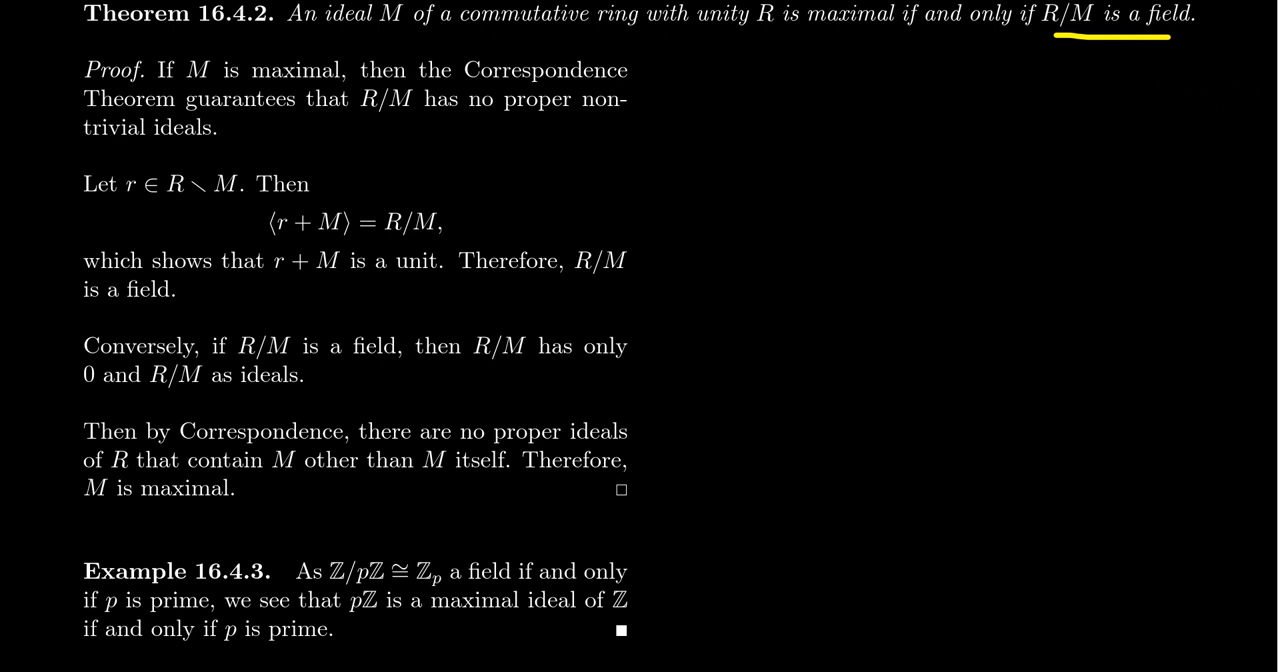 Theorem 16.4.2. An ideal M of a commutative ring with unity R is maximal if and only if R/M is a field.
Proof. If M is maximal, then the Correspondence
Theorem guarantees that R/M has no proper non-
trivial ideals.
Let r ∈ R ∖ M. Then
⟨r + M⟩ = R/M,
which shows that r + M is a unit. Therefore, R/M
is a field.
Conversely, if R/M is a field, then R/M has only
0 and R/M as ideals.
Then by Correspondence, there are no proper ideals
of R that contain M other than M itself. Therefore,
M is maximal. □
Example 16.4.3. As ℤ/pℤ ≅ ℤₚ a field if and only
if p is prime, we see that pℤ is a maximal ideal of ℤ
if and only if p is prime. ■